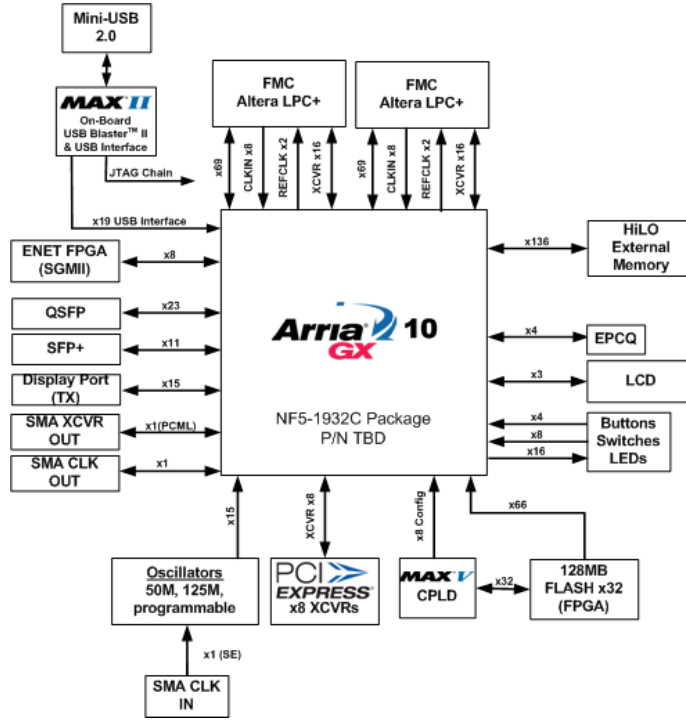 Mini-USB
2.0
MAX II
On-Board
USB Blaster™ II
& USB Interface
JTAG Chain
x19 USB Interface
FMC
Altera LPC+
FMC
Altera LPC+
x69
CLKIN x8
REFCLK x2
XCVR x16
x69
CLKIN x8
REFCLK x2
XCVR x16
ENET FPGA
(SGMII)
x8
QSFP
x23
SFP+
x11
Display Port
(TX)
x15
SMA XCVR
OUT
x1(PCML)
SMA CLK
OUT
x1
Arria® 10
GX
NF5-1932C Package
P/N TBD
x136
HiLO
External
Memory
x4
EPCQ
x3
LCD
x4
x8
x16
Buttons
Switches
LEDs
x15
XCVR x8
x8 Config
x66
Oscillators
50M, 125M,
programmable
x1 (SE)
SMA CLK
IN
PCI
EXPRESS®
x8 XCVRs
MAX V
CPLD
x32
128MB
FLASH x32
(FPGA)